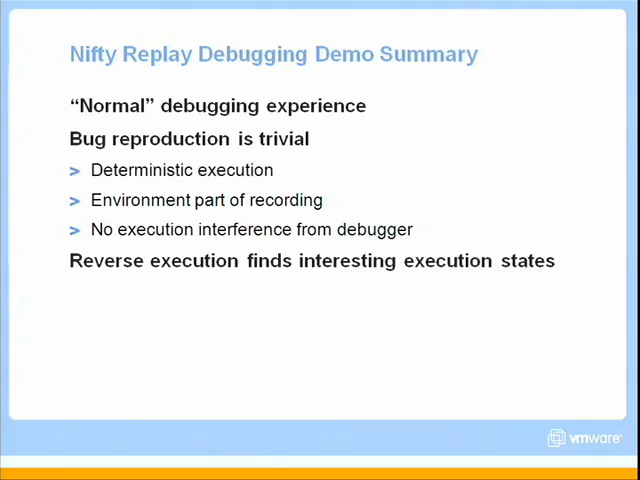 Nifty Replay Debugging Demo Summary
“Normal” debugging experience
Bug reproduction is trivial
> Deterministic execution
> Environment part of recording
> No execution interference from debugger
Reverse execution finds interesting execution states
vmware